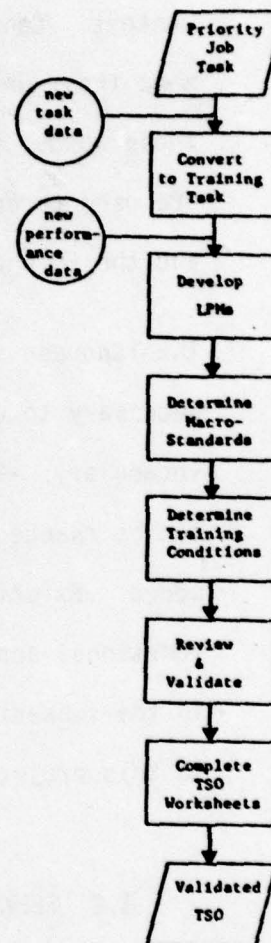 Priority
Job
Task
new
task
data
Convert
to Training
Task
new
perform-
ance
data
Develop
LPMs
Determine
Macro-
Standards
Determine
Training
Conditions
Review
&
Validate
Complete
TSO
Worksheets
Validated
TSO